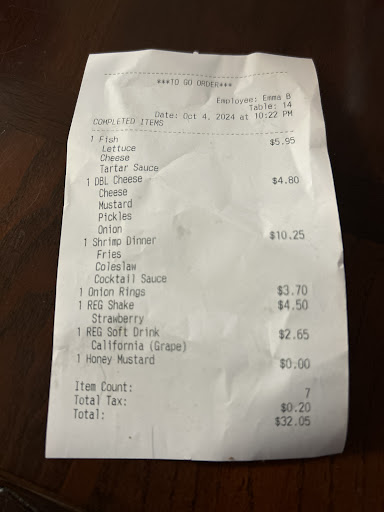 ***TO GO ORDER***
Employee: Emma B
Table: 14
Date: Oct 4, 2024 at 10:22 PM
COMPLETED ITEMS
1 Fish $5.95
Lettuce
Cheese
Tartar Sauce
1 DBL Cheese $4.80
Cheese
Mustard
Pickles
Onion
1 Shrimp Dinner $10.25
Fries
Coleslaw
Cocktail Sauce
1 Onion Rings $3.70
1 REG Shake $4.50
Strawberry
1 REG Soft Drink $2.65
California (Grape)
1 Honey Mustard $0.00
Item Count: 7
Total Tax: $0.20
Total: $32.05